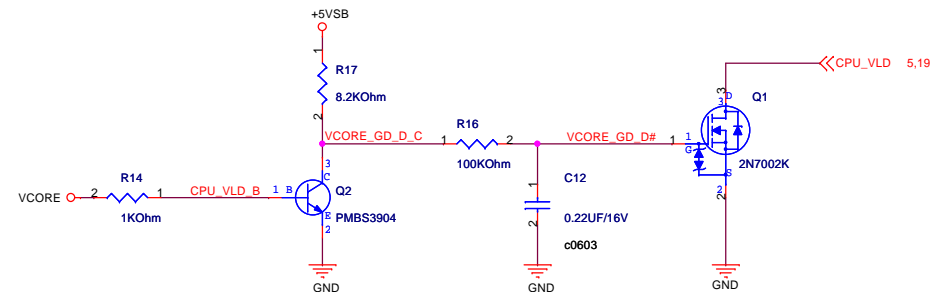 +5VSB
1
R17
8.2KOhm
2
VCORE_GD_D_C
1
R16
2
100KOhm
VCORE_GD_D#
1
3
D
3
Q1
CPU_VLD 5,19
1
G
2N7002K
S
2
2
GND
C12
1
0.22UF/16V
2
c0603
GND
VCORE
2
R14
1
1KOhm
CPU_VLD_B
1
B
3
C
Q2
PMBS3904
E
2
GND